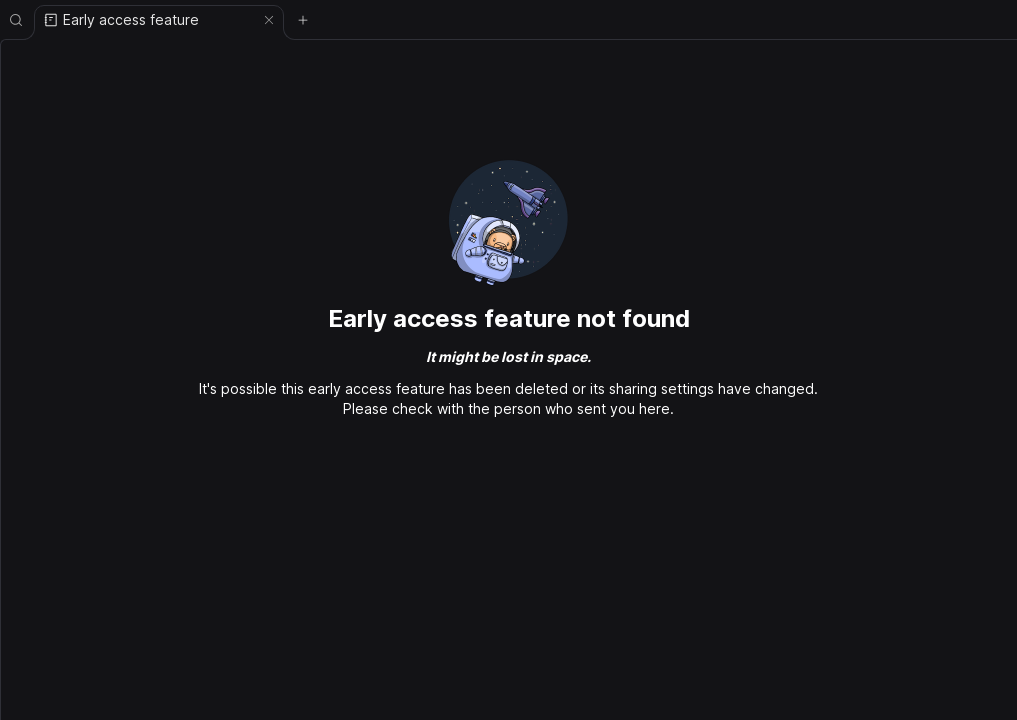 Early access feature
Early access feature not found
It might be lost in space.
It's possible this early access feature has been deleted or its sharing settings have changed.
Please check with the person who sent you here.